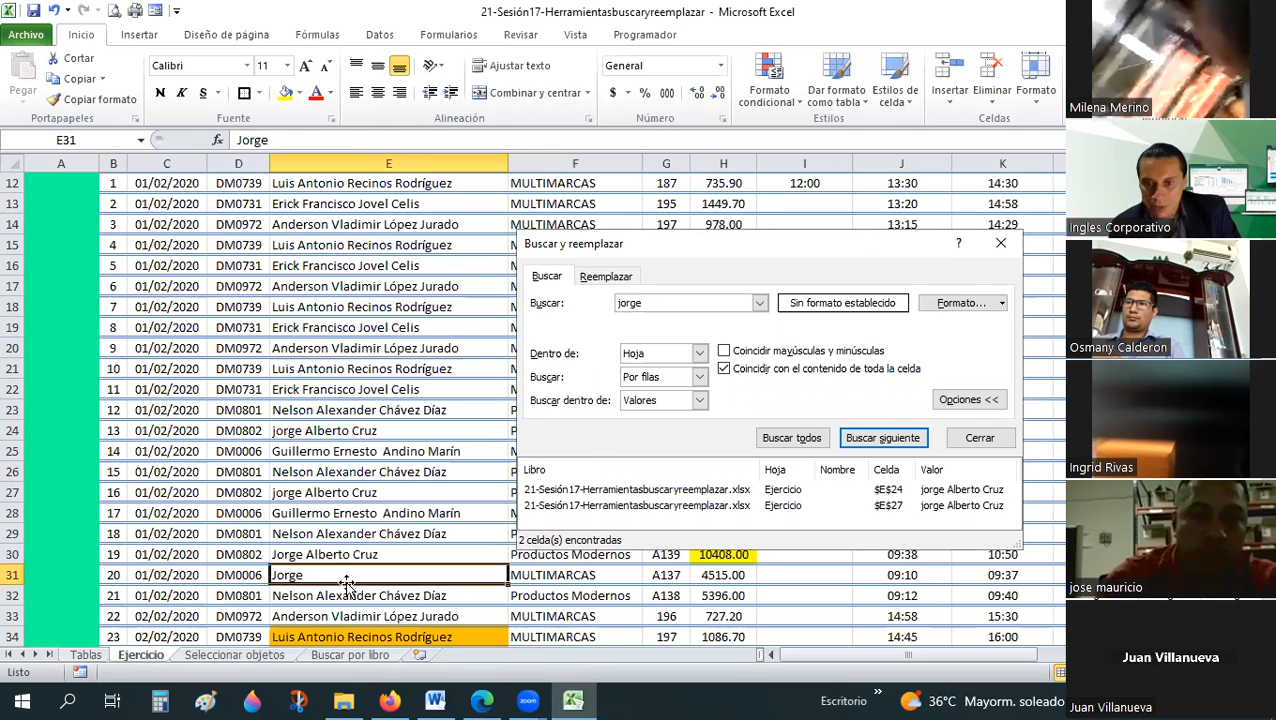 21-Sesión17-Herramientasbuscaryreemplazar - Microsoft Excel
Archivo Inicio Insertar Diseño de página Fórmulas Datos Formularios Revisar Vista Programador
Cortar
Copiar
Copiar formato
Pegar
Calibri 11
N K S
Ajustar texto
Combinar y centrar
General
$ % 000
Formato condicional
Dar formato como tabla
Estilos de celda
Insertar Eliminar Formato
Portapapeles Fuente Alineación Número Estilos Celdas
E31 fx Jorge
A B C D E F G H I J K
12 1 01/02/2020 DM0739 Luis Antonio Recinos Rodríguez MULTIMARCAS 187 735.90 12:00 13:30 14:30
13 2 01/02/2020 DM0731 Erick Francisco Jovel Celis MULTIMARCAS 195 1449.70 13:20 14:58
14 3 01/02/2020 DM0972 Anderson Vladimir López Jurado MULTIMARCAS 197 978.00 13:15 14:29
15 4 01/02/2020 DM0739 Luis Antonio Recinos Rodríguez
16 5 01/02/2020 DM0731 Erick Francisco Jovel Celis
17 6 01/02/2020 DM0972 Anderson Vladimir López Jurado
18 7 01/02/2020 DM0739 Luis Antonio Recinos Rodríguez
19 8 01/02/2020 DM0731 Erick Francisco Jovel Celis
20 9 01/02/2020 DM0972 Anderson Vladimir López Jurado
21 10 01/02/2020 DM0739 Luis Antonio Recinos Rodríguez
22 11 01/02/2020 DM0731 Erick Francisco Jovel Celis
23 12 01/02/2020 DM0801 Nelson Alexander Chávez Díaz
24 13 01/02/2020 DM0802 jorge Alberto Cruz
25 14 01/02/2020 DM0006 Guillermo Ernesto Andino Marín
26 15 01/02/2020 DM0801 Nelson Alexander Chávez Díaz
27 16 01/02/2020 DM0802 jorge Alberto Cruz
28 17 01/02/2020 DM0006 Guillermo Ernesto Andino Marín
29 18 01/02/2020 DM0801 Nelson Alexander Chávez Díaz
30 19 01/02/2020 DM0802 Jorge Alberto Cruz Productos Modernos A139 10408.00 09:38 10:50
31 20 01/02/2020 DM0006 Jorge MULTIMARCAS A137 4515.00 09:10 09:37
32 21 01/02/2020 DM0801 Nelson Alexander Chávez Díaz Productos Modernos A138 5396.00 09:12 09:40
33 22 02/02/2020 DM0972 Anderson Vladimir López Jurado MULTIMARCAS 196 727.20 14:58 15:30
34 23 02/02/2020 DM0739 Luis Antonio Recinos Rodríguez MULTIMARCAS 197 1086.70 14:45 16:00
Buscar y reemplazar ?
Buscar Reemplazar
Buscar: jorge Sin formato establecido Formato...
Dentro de: Hoja Coincidir mayúsculas y minúsculas
Buscar: Por filas Coincidir con el contenido de toda la celda
Buscar dentro de: Valores
Opciones <<
Buscar todos Buscar siguiente Cerrar
Libro Hoja Nombre Celda Valor
21-Sesión17-Herramientasbuscaryreemplazar.xlsx Ejercicio $E$24 jorge Alberto Cruz
21-Sesión17-Herramientasbuscaryreemplazar.xlsx Ejercicio $E$27 jorge Alberto Cruz
2 celda(s) encontradas
Tablas Ejercicio Seleccionar objetos Buscar por libro
Listo
Escritorio » 36°C Mayorm. soleado
zoom
Milena Merino
Ingles Corporativo
Osmany Calderon
Ingrid Rivas
jose mauricio
Juan Villanueva
Juan Villanueva